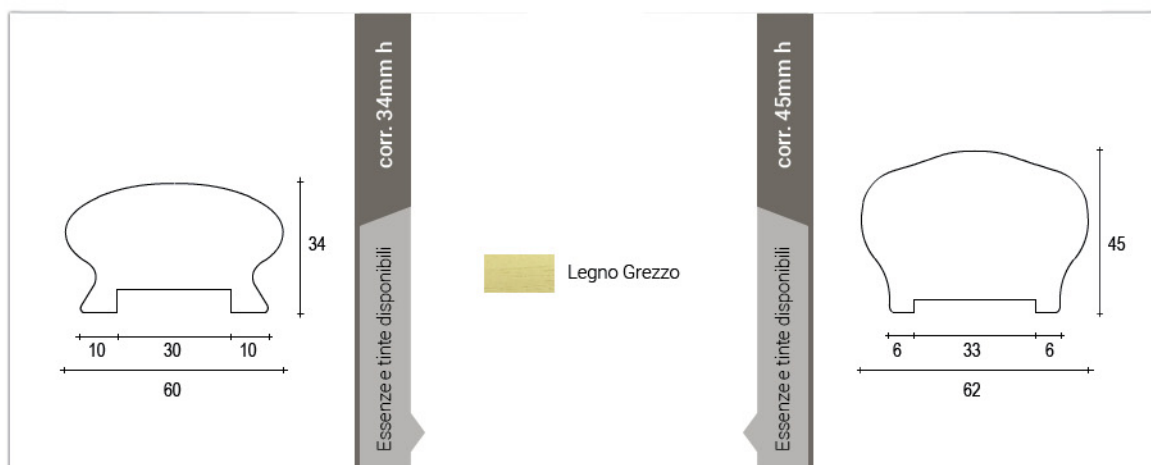 34
10 30 10
60
corr. 34mm h
Essenze e tinte disponibili
Legno Grezzo
corr. 45mm h
Essenze e tinte disponibili
45
6 33 6
62